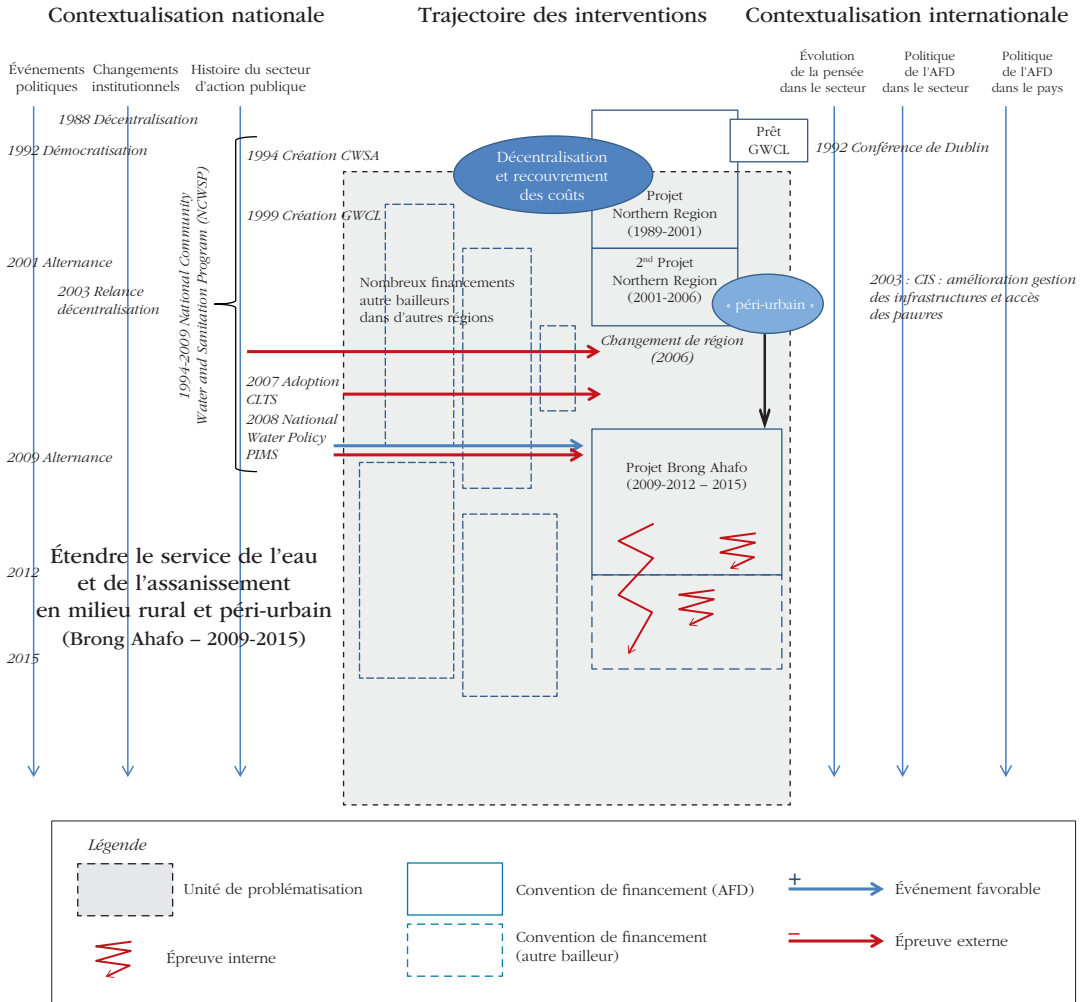 Contextualisation nationale
Trajectoire des interventions
Contextualisation internationale
Événements
politiques
Changements
institutionnels
Histoire du secteur
d'action publique
Évolution
de la pensée
dans le secteur
Politique
de l'AFD
dans le secteur
Politique
de l'AFD
dans le pays
1988 Décentralisation
1992 Démocratisation
1994 Création CWSA
1999 Création GWCL
1994-2009 National Community
Water and Sanitation Program (NCWSP)
2001 Alternance
2003 Relance
décentralisation
2007 Adoption
CLTS
2008 National
Water Policy
PIMS
2009 Alternance
2012
2015
Étendre le service de l'eau
et de l'assanissement
en milieu rural et péri-urbain
(Brong Ahafo – 2009-2015)
Décentralisation
et recouvrement
des coûts
Prêt
GWCL
1992 Conférence de Dublin
Projet
Northern Region
(1989-2001)
2nd Projet
Northern Region
(2001-2006)
Nombreux financements
autre bailleurs
dans d'autres régions
« péri-urbain »
2003 : CIS : amélioration gestion
des infrastructures et accès
des pauvres
Changement de région
(2006)
Projet Brong Ahafo
(2009-2012 – 2015)
Légende
Unité de problématisation
Épreuve interne
Convention de financement (AFD)
Convention de financement
(autre bailleur)
+
Événement favorable
–
Épreuve externe